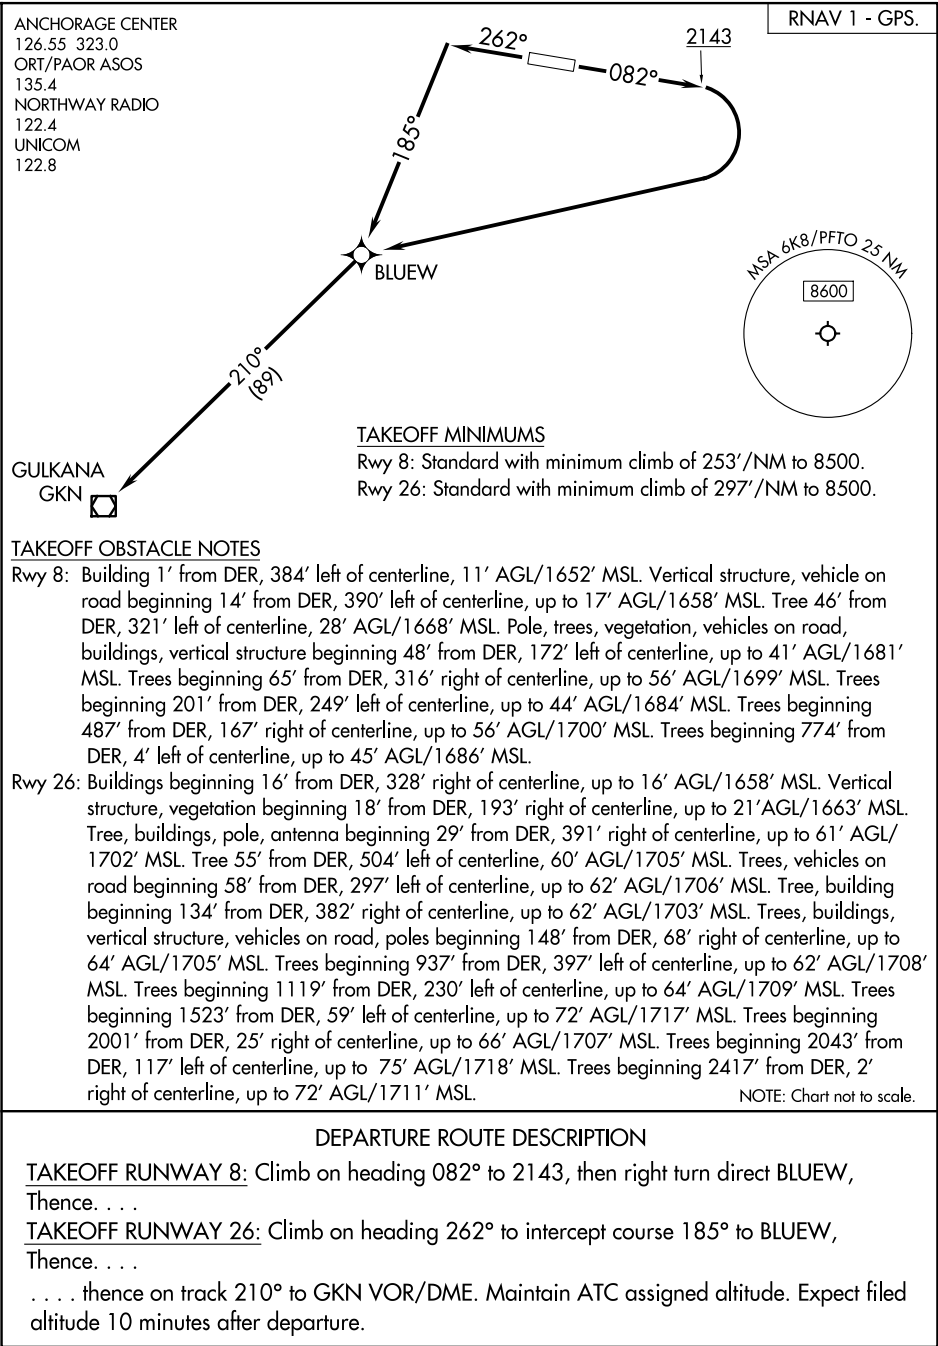 ANCHORAGE CENTER
126.55 323.0
ORT/PAOR ASOS
135.4
NORTHWAY RADIO
122.4
UNICOM
122.8
RNAV 1 - GPS.
262°
2143
082°
185°
BLUEW
MSA 6K8/PFTO 25 NM
8600
210°
(89)
GULKANA
GKN
TAKEOFF MINIMUMS
Rwy 8: Standard with minimum climb of 253'/NM to 8500.
Rwy 26: Standard with minimum climb of 297'/NM to 8500.
TAKEOFF OBSTACLE NOTES
Rwy 8: Building 1' from DER, 384' left of centerline, 11' AGL/1652' MSL. Vertical structure, vehicle on
road beginning 14' from DER, 390' left of centerline, up to 17' AGL/1658' MSL. Tree 46' from
DER, 321' left of centerline, 28' AGL/1668' MSL. Pole, trees, vegetation, vehicles on road,
buildings, vertical structure beginning 48' from DER, 172' left of centerline, up to 41' AGL/1681'
MSL. Trees beginning 65' from DER, 316' right of centerline, up to 56' AGL/1699' MSL. Trees
beginning 201' from DER, 249' left of centerline, up to 44' AGL/1684' MSL. Trees beginning
487' from DER, 167' right of centerline, up to 56' AGL/1700' MSL. Trees beginning 774' from
DER, 4' left of centerline, up to 45' AGL/1686' MSL.
Rwy 26: Buildings beginning 16' from DER, 328' right of centerline, up to 16' AGL/1658' MSL. Vertical
structure, vegetation beginning 18' from DER, 193' right of centerline, up to 21'AGL/1663' MSL.
Tree, buildings, pole, antenna beginning 29' from DER, 391' right of centerline, up to 61' AGL/
1702' MSL. Tree 55' from DER, 504' left of centerline, 60' AGL/1705' MSL. Trees, vehicles on
road beginning 58' from DER, 297' left of centerline, up to 62' AGL/1706' MSL. Tree, building
beginning 134' from DER, 382' right of centerline, up to 62' AGL/1703' MSL. Trees, buildings,
vertical structure, vehicles on road, poles beginning 148' from DER, 68' right of centerline, up to
64' AGL/1705' MSL. Trees beginning 937' from DER, 397' left of centerline, up to 62' AGL/1708'
MSL. Trees beginning 1119' from DER, 230' left of centerline, up to 64' AGL/1709' MSL. Trees
beginning 1523' from DER, 59' left of centerline, up to 72' AGL/1717' MSL. Trees beginning
2001' from DER, 25' right of centerline, up to 66' AGL/1707' MSL. Trees beginning 2043' from
DER, 117' left of centerline, up to 75' AGL/1718' MSL. Trees beginning 2417' from DER, 2'
right of centerline, up to 72' AGL/1711' MSL.
NOTE: Chart not to scale.
DEPARTURE ROUTE DESCRIPTION
TAKEOFF RUNWAY 8: Climb on heading 082° to 2143, then right turn direct BLUEW,
Thence. . . .
TAKEOFF RUNWAY 26: Climb on heading 262° to intercept course 185° to BLUEW,
Thence. . . .
. . . . thence on track 210° to GKN VOR/DME. Maintain ATC assigned altitude. Expect filed
altitude 10 minutes after departure.